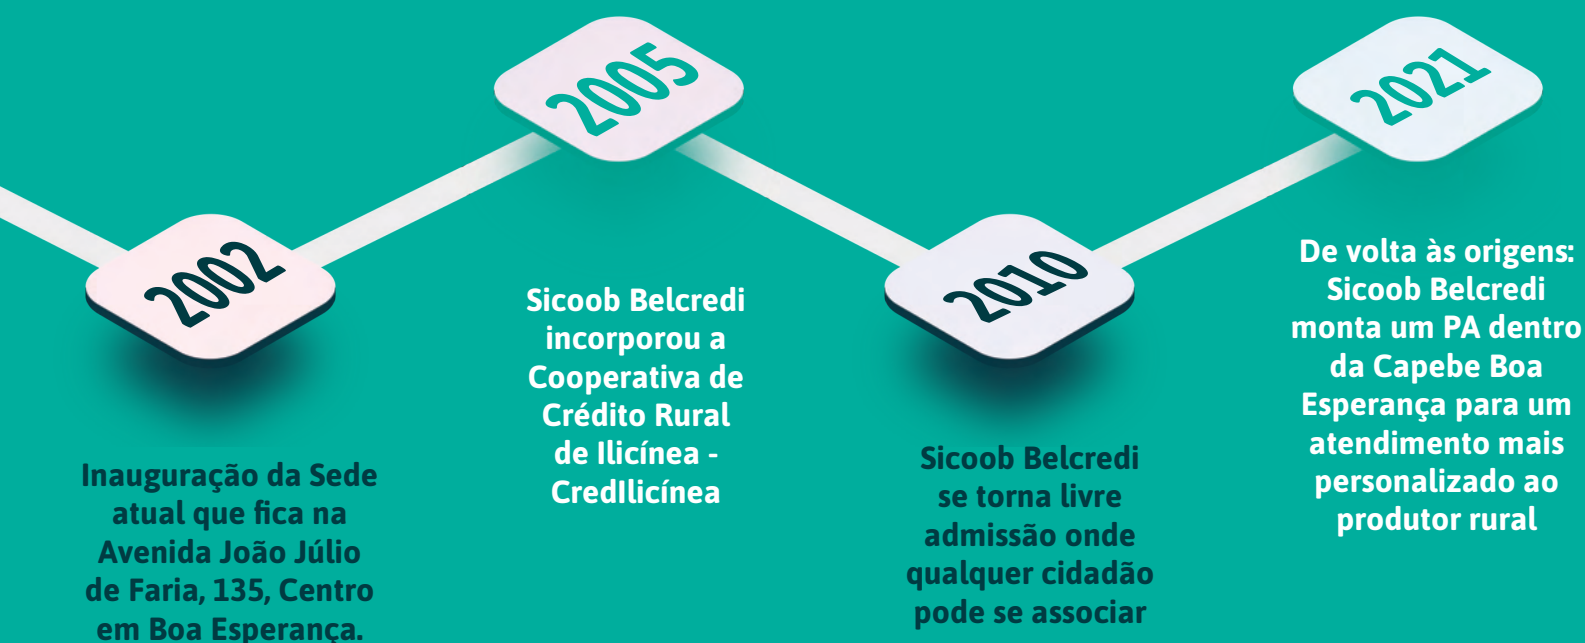 2002
Inauguração da Sede
atual que fica na
Avenida João Júlio
de Faria, 135, Centro
em Boa Esperança.
2005
Sicoob Belcredi
incorporou a
Cooperativa de
Crédito Rural
de Ilicínea -
CredIlicínea
2010
Sicoob Belcredi
se torna livre
admissão onde
qualquer cidadão
pode se associar
2021
De volta às origens:
Sicoob Belcredi
monta um PA dentro
da Capebe Boa
Esperança para um
atendimento mais
personalizado ao
produtor rural